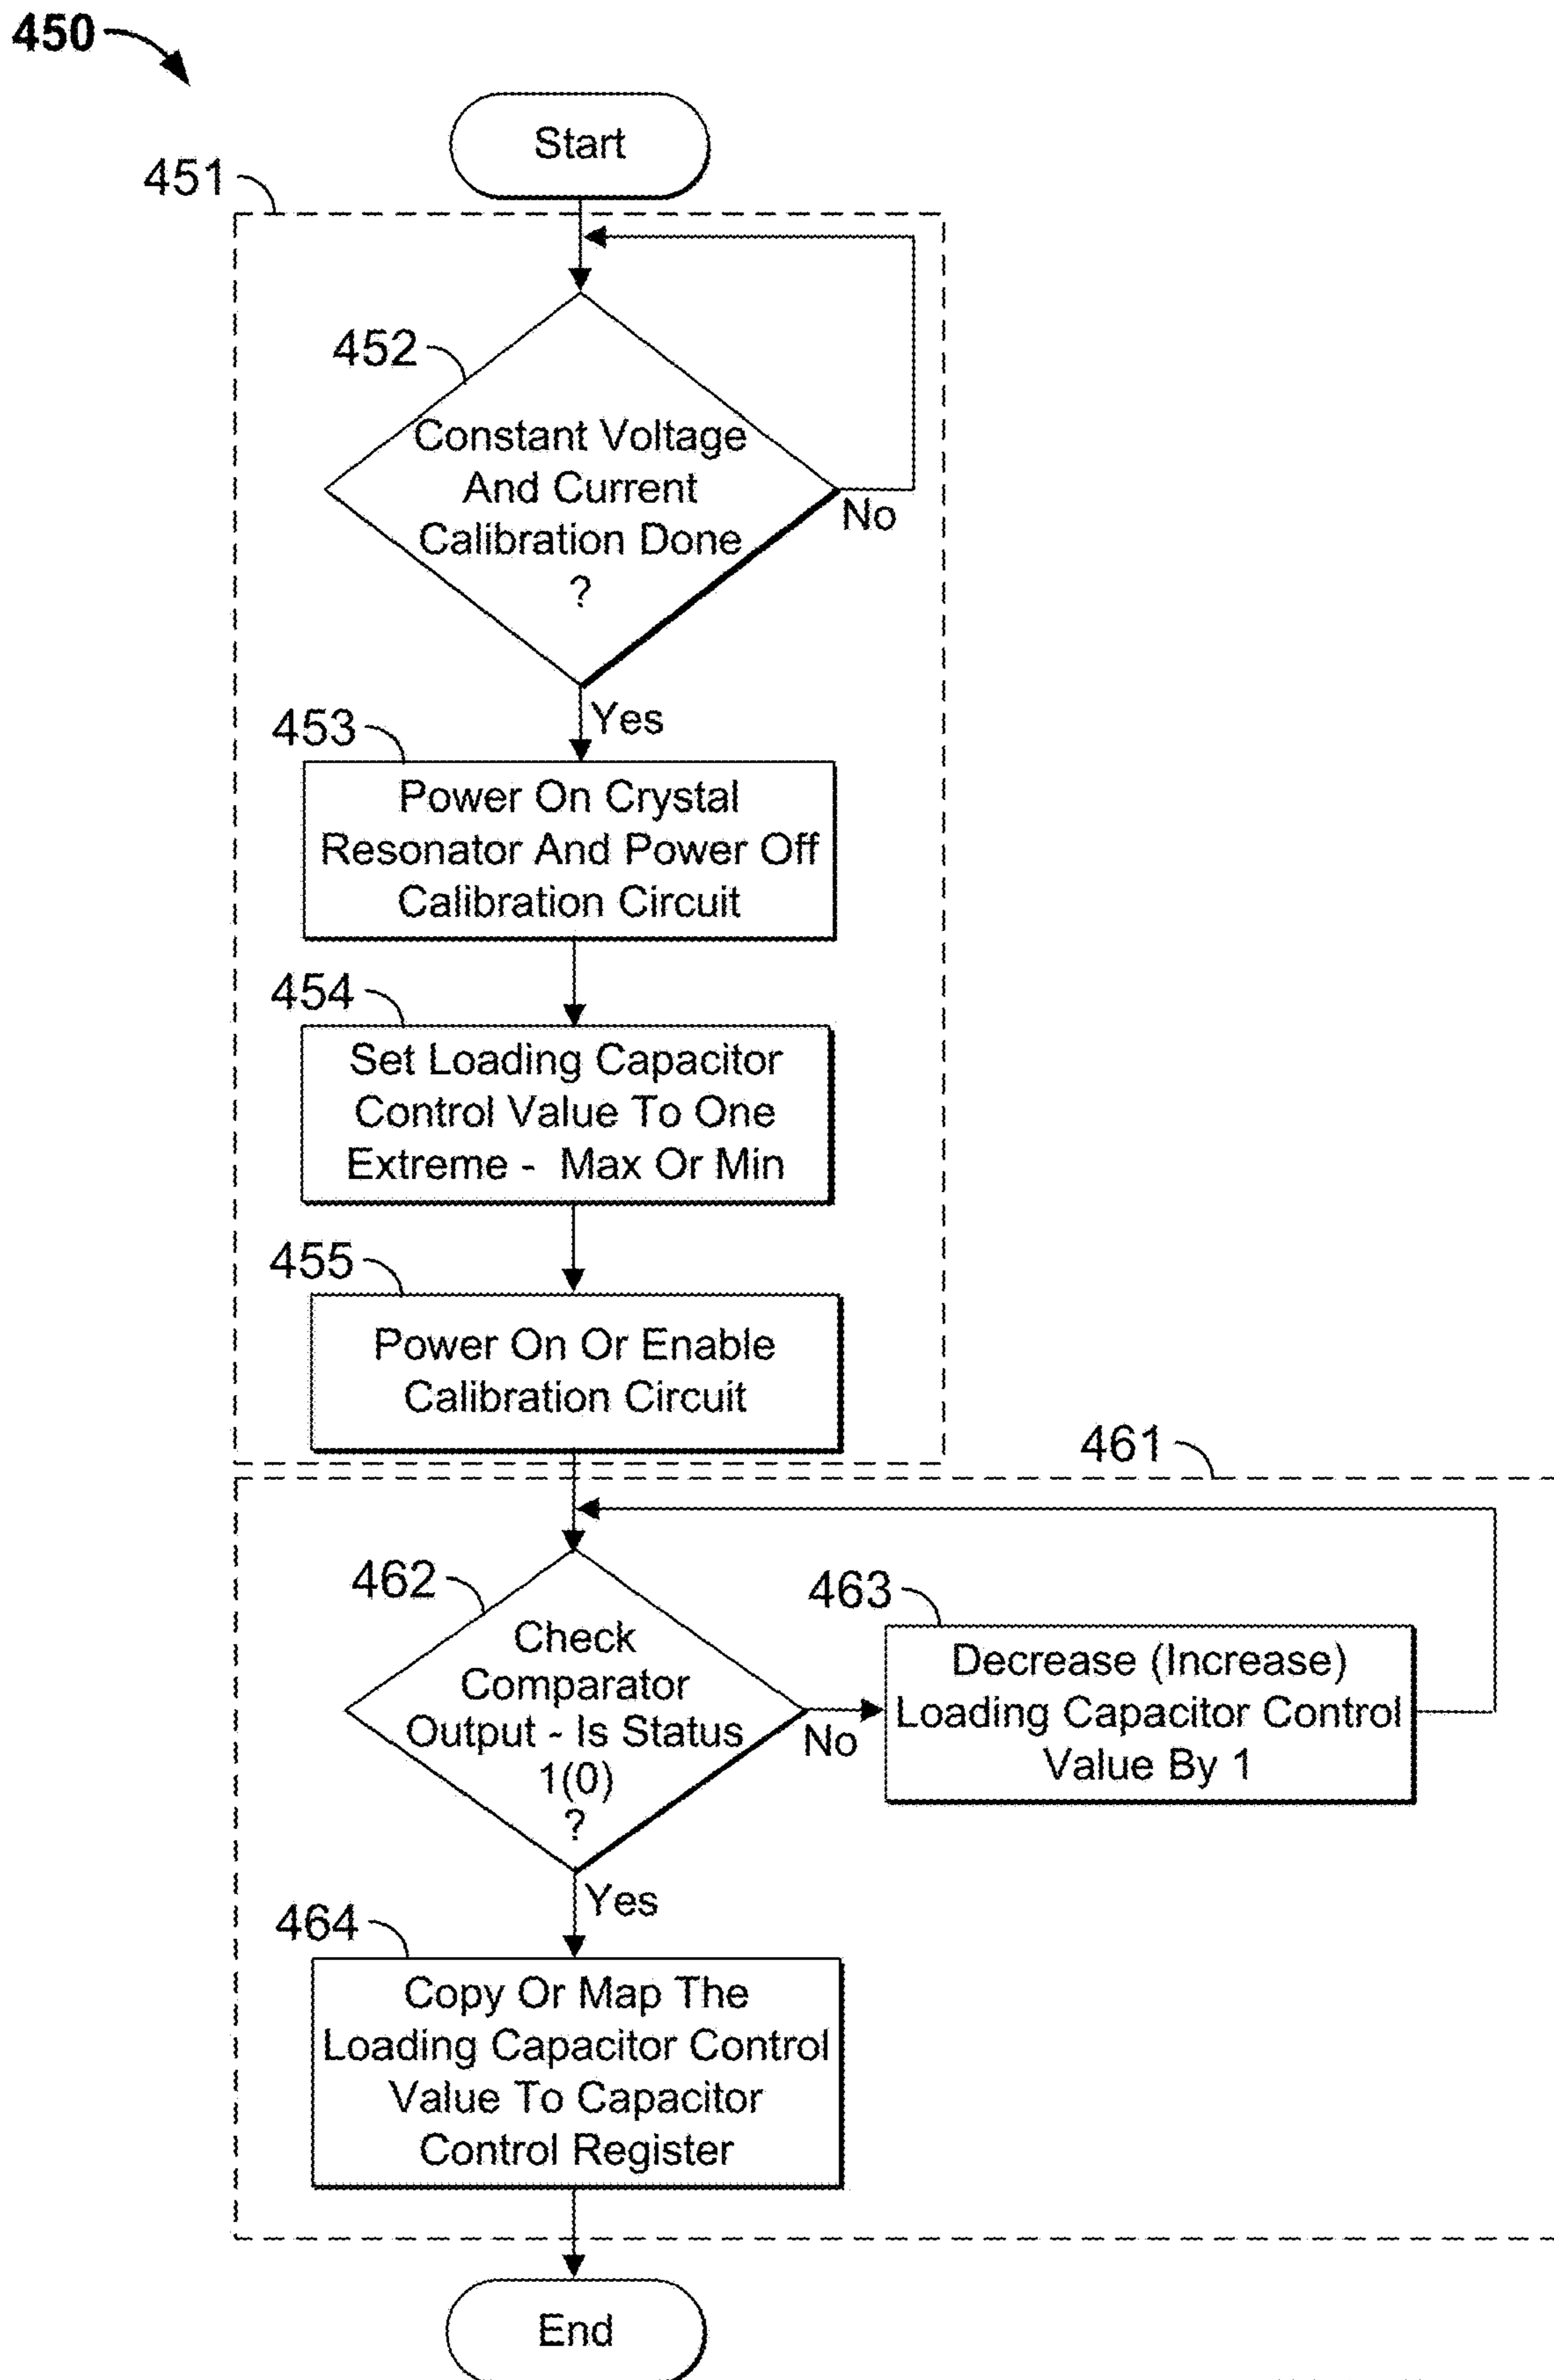 450
Start
451
452
Constant Voltage
And Current
Calibration Done
?
No
Yes
453
Power On Crystal
Resonator And Power Off
Calibration Circuit
454
Set Loading Capacitor
Control Value To One
Extreme - Max Or Min
455
Power On Or Enable
Calibration Circuit
461
462
Check
Comparator
Output - Is Status
1(0)
?
No
463
Decrease (Increase)
Loading Capacitor Control
Value By 1
Yes
464
Copy Or Map The
Loading Capacitor Control
Value To Capacitor
Control Register
End